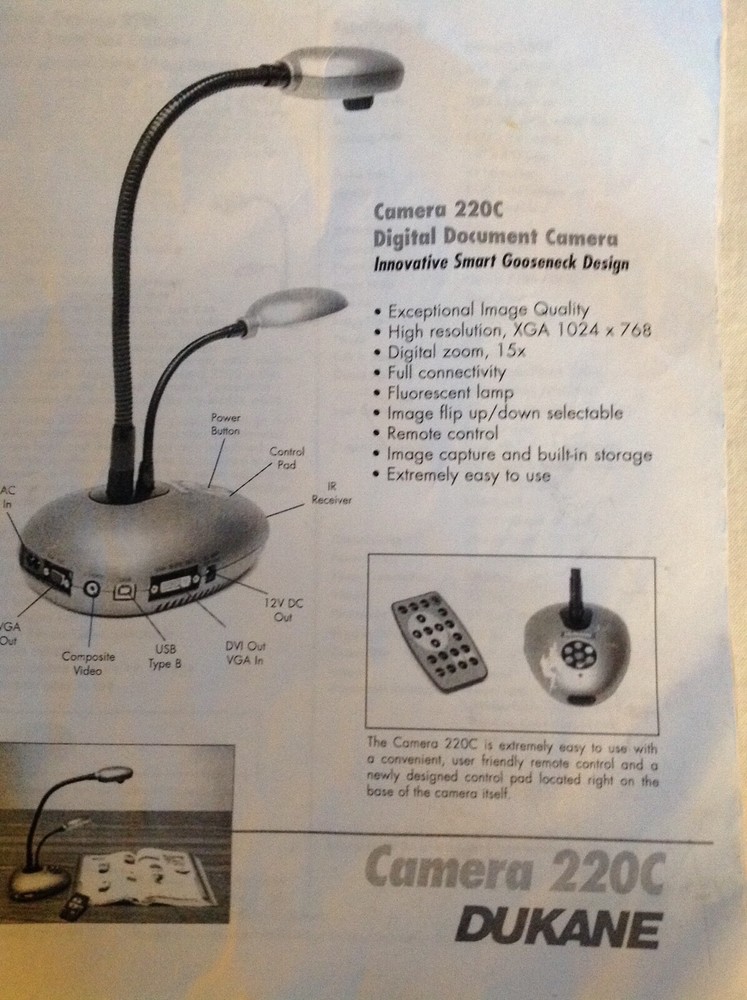 Camera 220C
Digital Document Camera
Innovative Smart Gooseneck Design
• Exceptional Image Quality
• High resolution, XGA 1024 x 768
• Digital zoom, 15x
• Full connectivity
• Fluorescent lamp
• Image flip up/down selectable
• Remote control
• Image capture and built-in storage
• Extremely easy to use
Power
Button
Control
Pad
IR
Receiver
AC
In
VGA
Out
Composite
Video
USB
Type B
DVI Out
VGA In
12V DC
Out
The Camera 220C is extremely easy to use with
a convenient, user friendly remote control and a
newly designed control pad located right on the
base of the camera itself.
Camera 220C
DUKANE